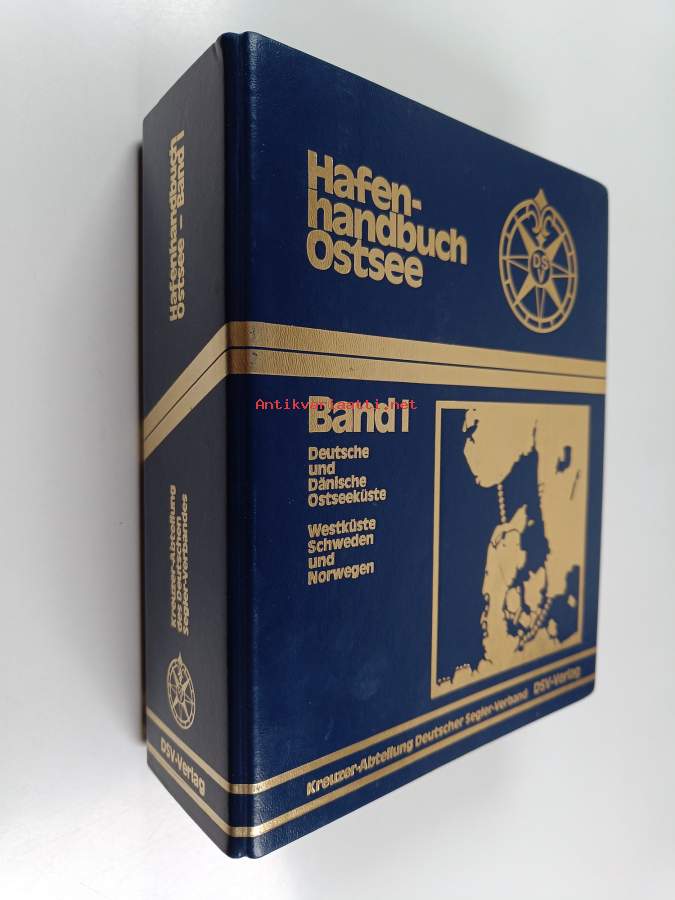 Hafenhandbuch
Ostsee – Band I
Kreuzer-Abteilung
des Deutschen
Segler-Verbandes
DSV-Verlag
Hafen-
handbuch
Ostsee
DSV
Antikvariaatti.net
Band I
Deutsche
und
Dänische
Ostseeküste
Westküste
Schweden
und
Norwegen
Kreuzer-Abteilung Deutscher Segler-Verband DSV-Verlag